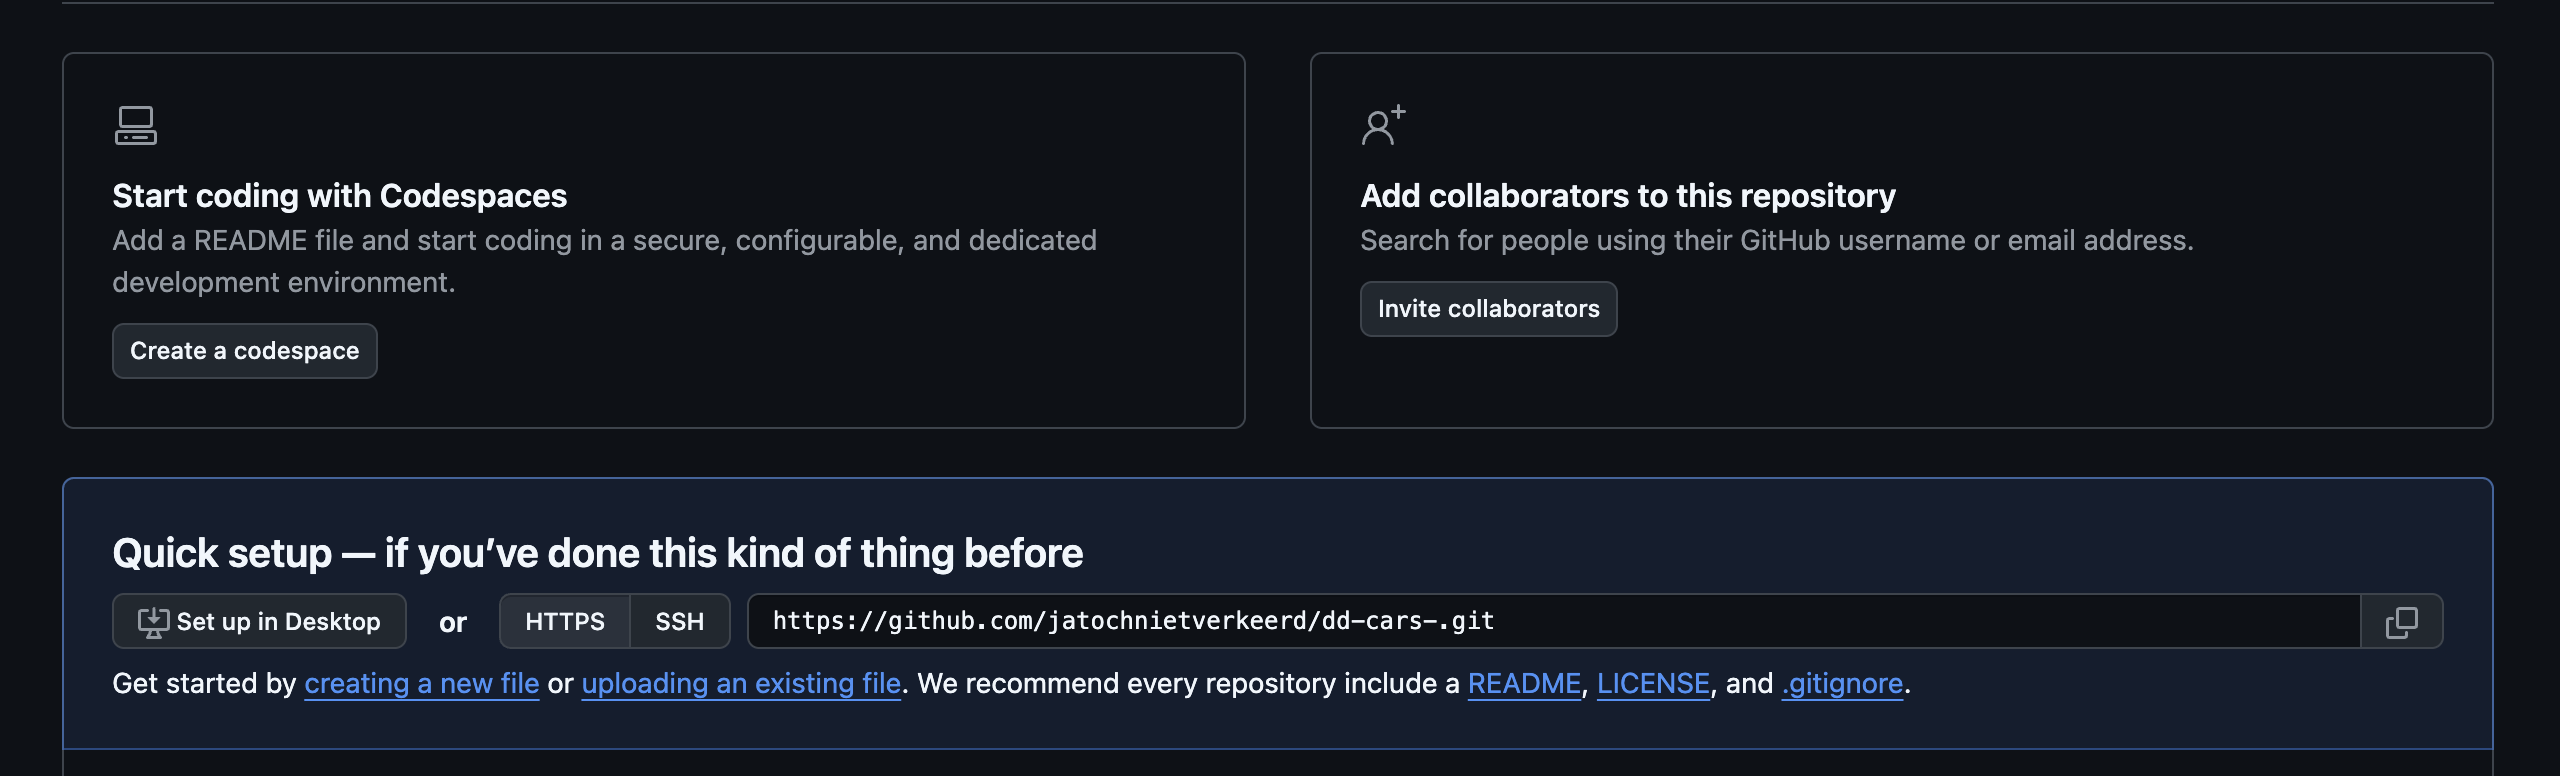 Start coding with Codespaces
Add a README file and start coding in a secure, configurable, and dedicated
development environment.
Create a codespace
Add collaborators to this repository
Search for people using their GitHub username or email address.
Invite collaborators
Quick setup — if you’ve done this kind of thing before
Set up in Desktop or HTTPS SSH https://github.com/jatochnietverkeerd/dd-cars-.git
Get started by creating a new file or uploading an existing file. We recommend every repository include a README, LICENSE, and .gitignore.